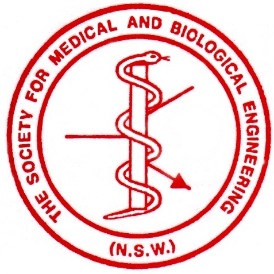 THE SOCIETY FOR MEDICAL AND BIOLOGICAL ENGINEERING
(N.S.W.)